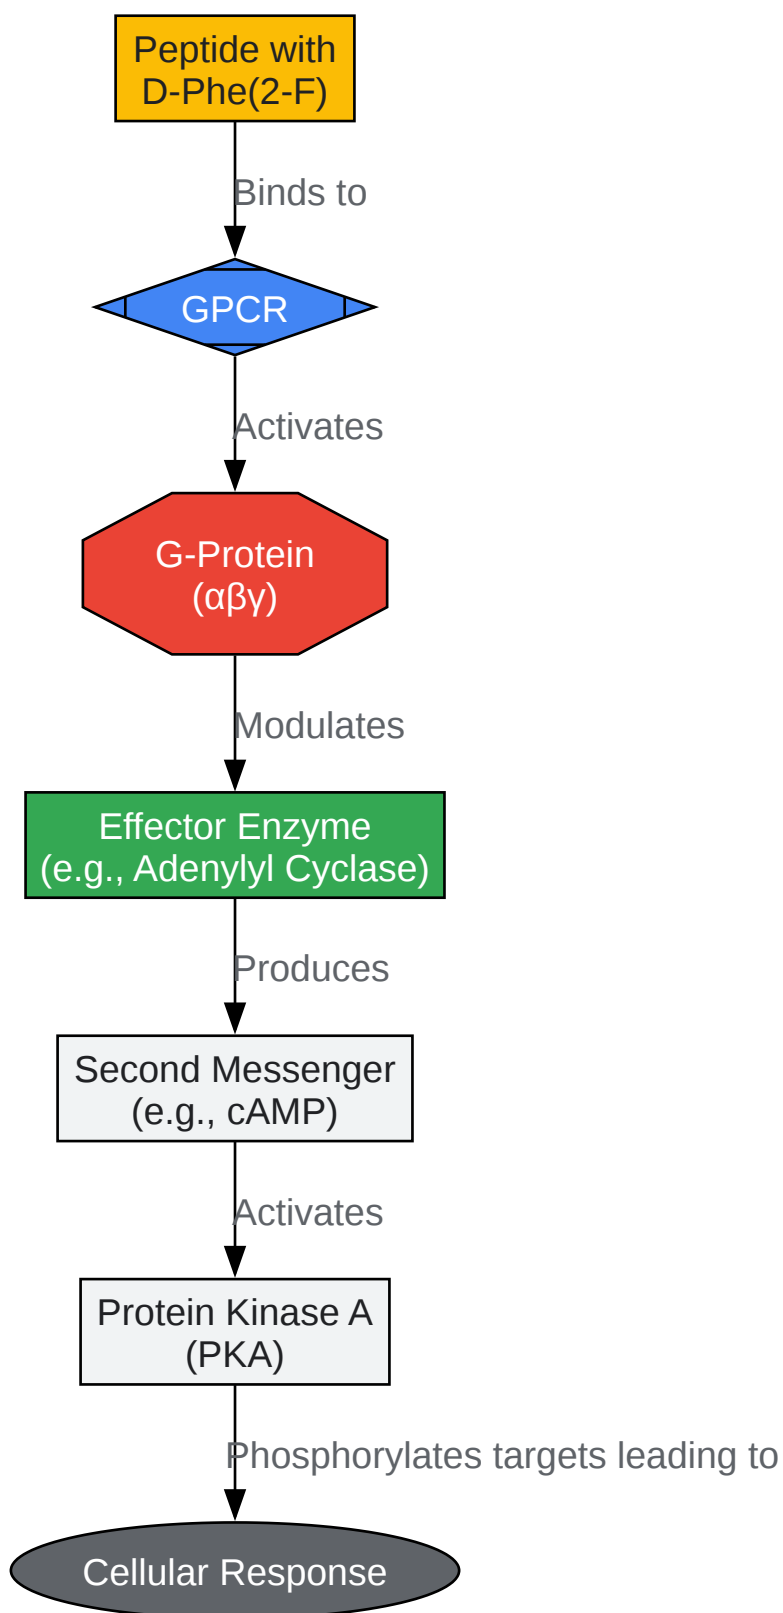 Peptide with
D-Phe(2-F)
Binds to
GPCR
Activates
G-Protein
(αβγ)
Modulates
Effector Enzyme
(e.g., Adenylyl Cyclase)
Produces
Second Messenger
(e.g., cAMP)
Activates
Protein Kinase A
(PKA)
Phosphorylates targets leading to
Cellular Response